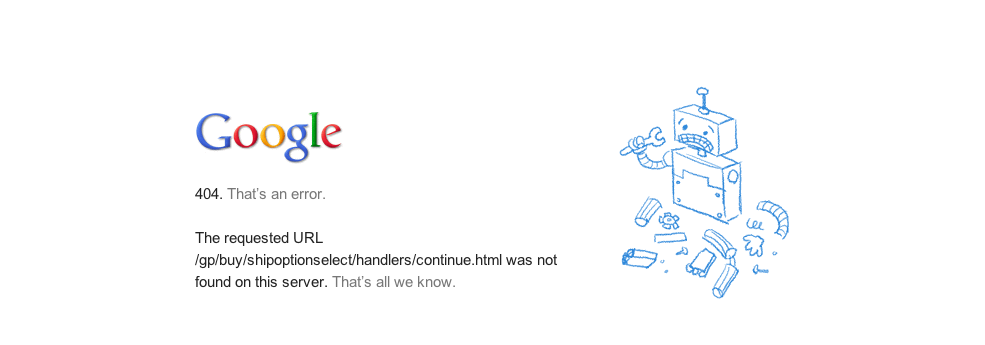 Google
404. That's an error.
The requested URL
/gp/buy/shipoptionselect/handlers/continue.html was not
found on this server. That's all we know.